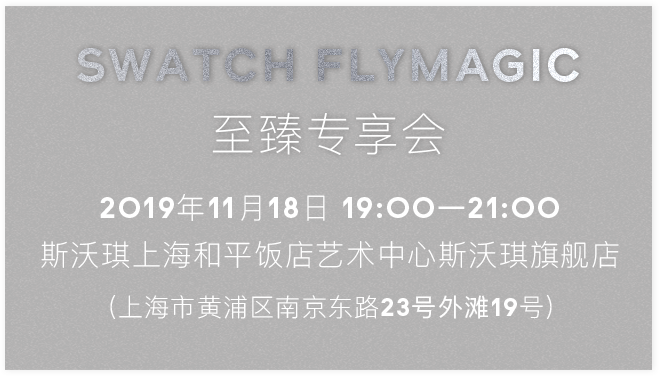 SWATCH FLYMAGIC
至臻专享会
2019年11月18日 19:00—21:00
斯沃琪上海和平饭店艺术中心斯沃琪旗舰店
(上海市黄浦区南京东路23号外滩19号)